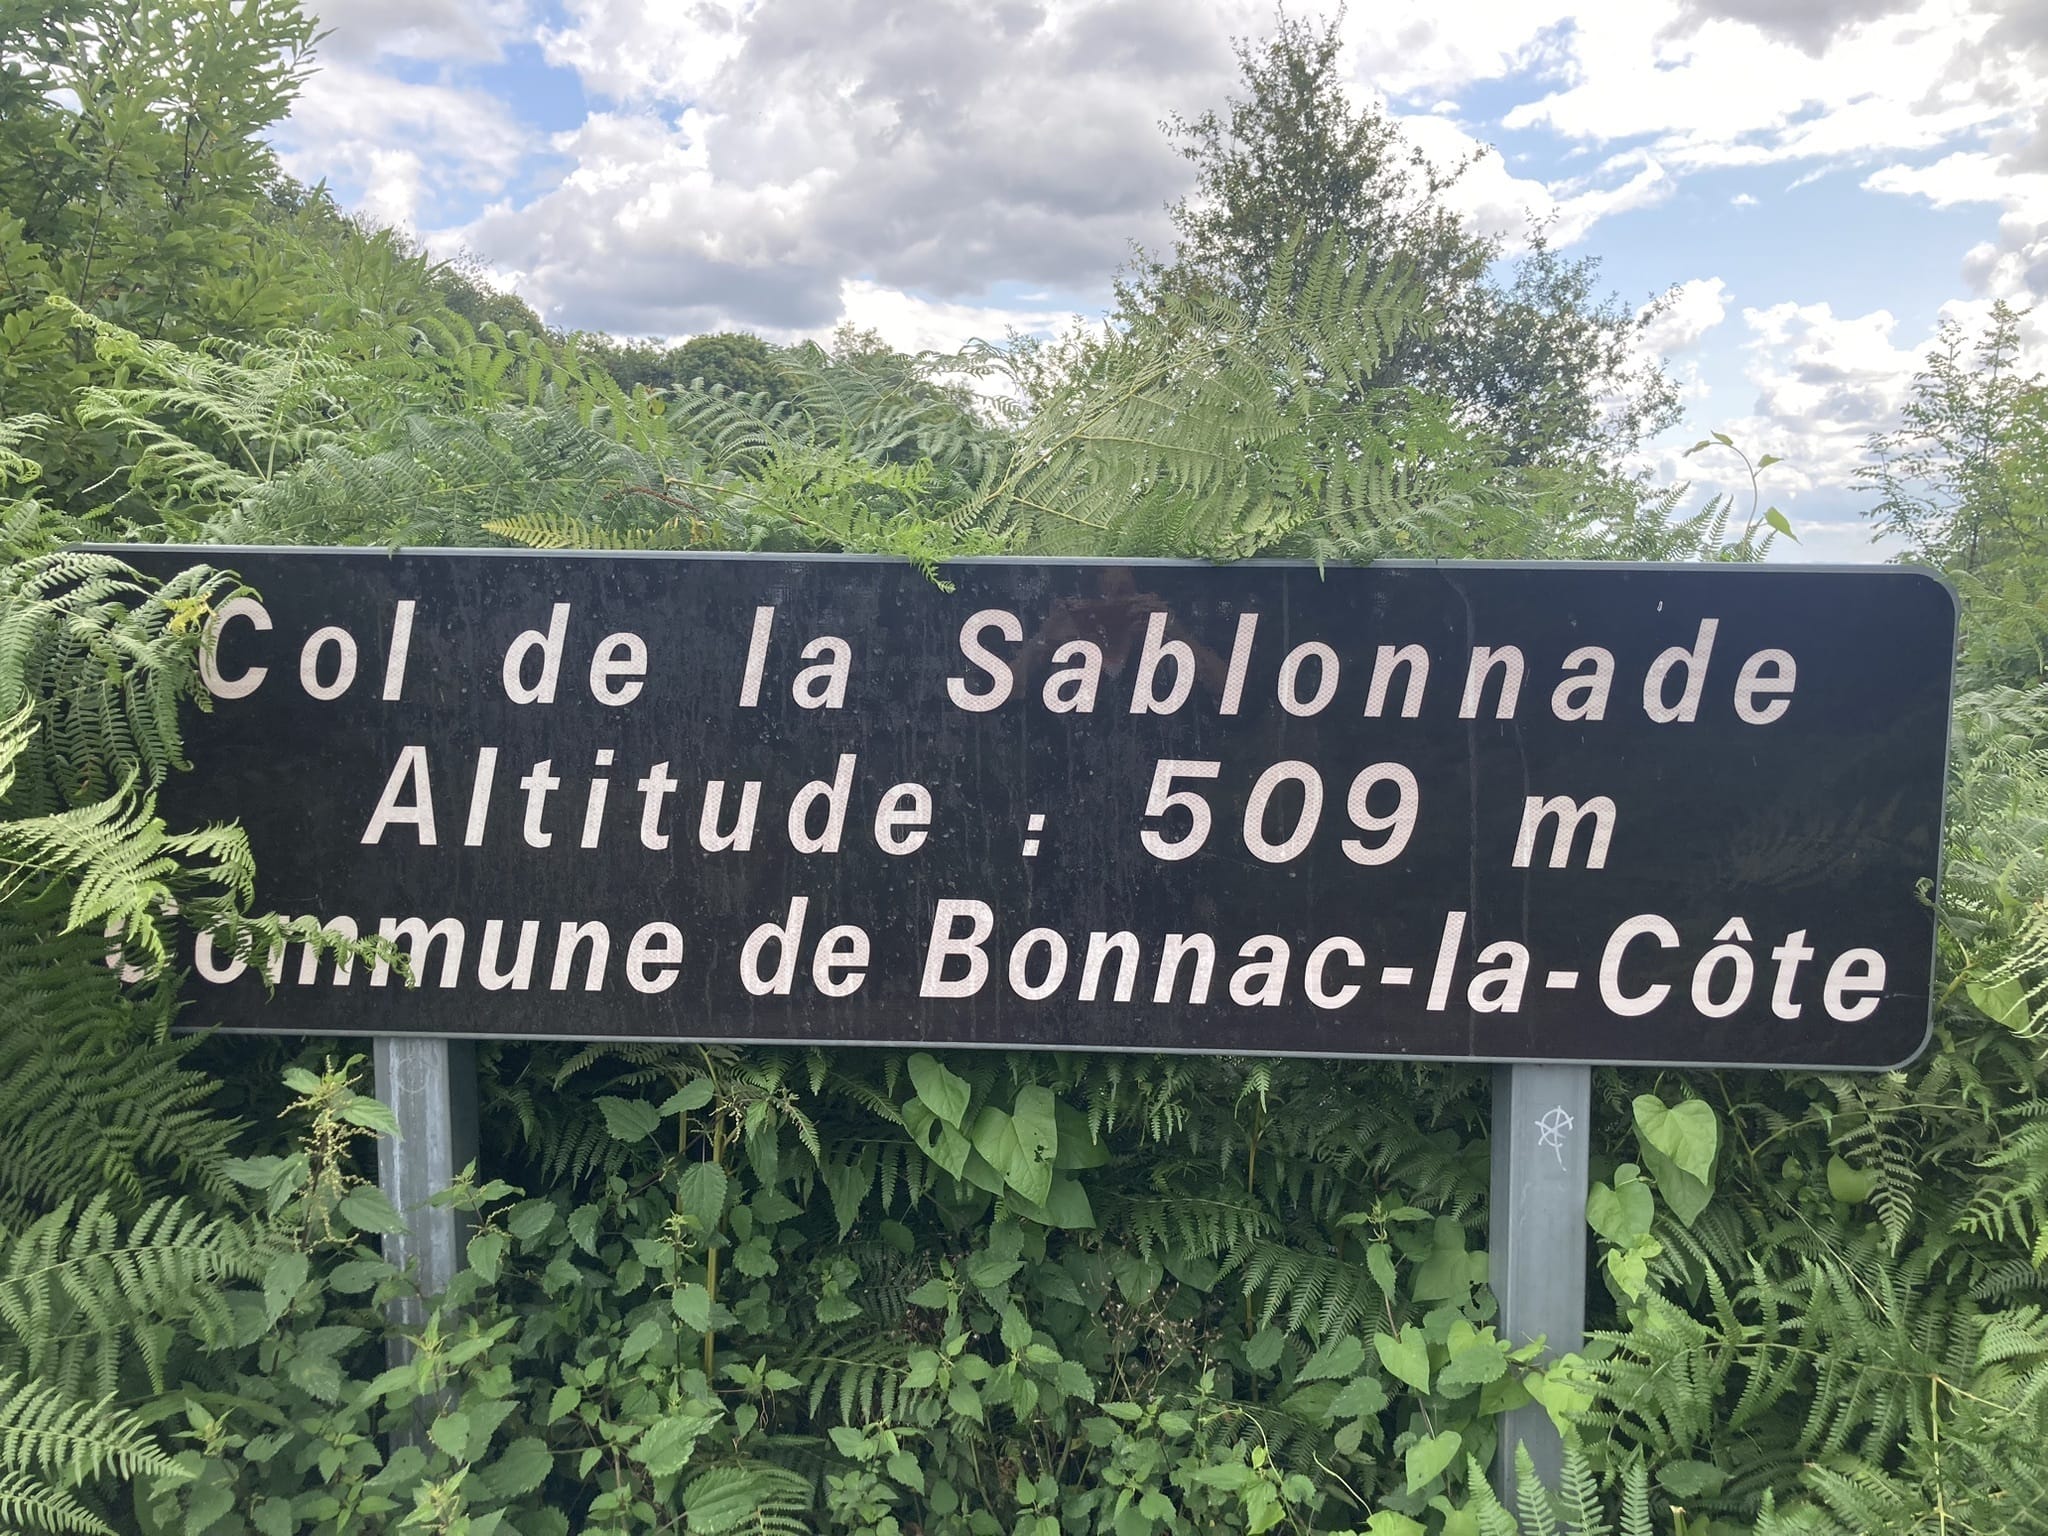 Col de la Sablonnade
Altitude : 509 m
Commune de Bonnac-la-Côte